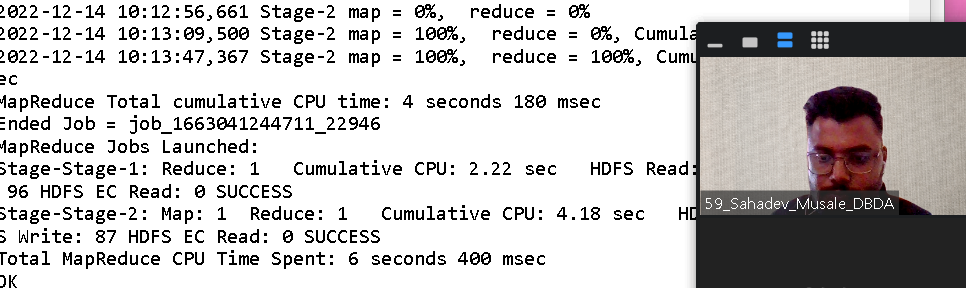 2022-12-14 10:12:56,661 Stage-2 map = 0%,  reduce = 0%
2022-12-14 10:13:09,500 Stage-2 map = 100%,  reduce = 0%, Cumula
2022-12-14 10:13:47,367 Stage-2 map = 100%,  reduce = 100%, Cumu
ec
MapReduce Total cumulative CPU time: 4 seconds 180 msec
Ended Job = job_1663041244711_22946
MapReduce Jobs Launched:
Stage-Stage-1: Reduce: 1   Cumulative CPU: 2.22 sec   HDFS Read:
96 HDFS EC Read: 0 SUCCESS
Stage-Stage-2: Map: 1  Reduce: 1   Cumulative CPU: 4.18 sec   HD
S Write: 87 HDFS EC Read: 0 SUCCESS
Total MapReduce CPU Time Spent: 6 seconds 400 msec
OK
59_Sahadev_Musale_DBDA